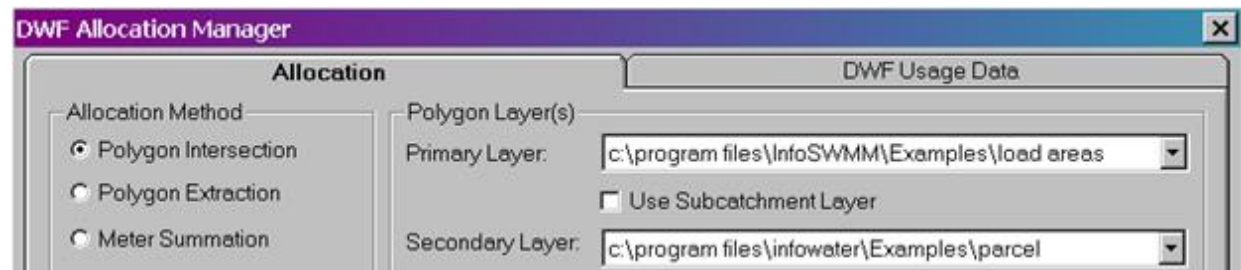 DWF Allocation Manager
Allocation
DWF Usage Data
Allocation Method
Polygon Intersection
Polygon Extraction
Meter Summation
Polygon Layer(s)
Primary Layer: c:\program files\InfoSWMM\Examples\load areas
Use Subcatchment Layer
Secondary Layer: c:\program files\infowater\Examples\parcel